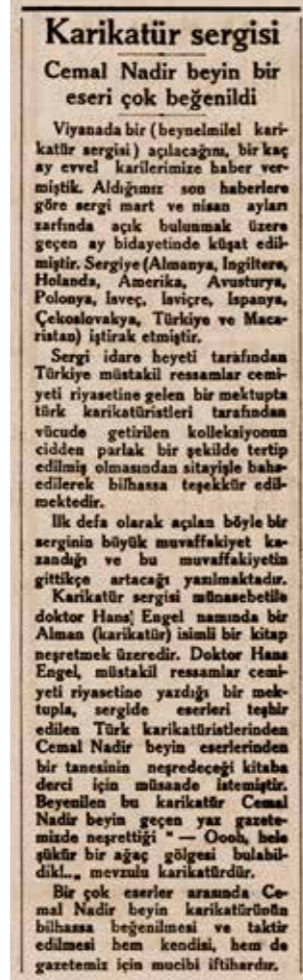 Karikatür sergisi
Cemal Nadir beyin bir
eseri çok beğenildi
Viyanada bir (beynelmilel kari-
katür sergisi) açılacağını, bir kaç
ay evvel karilerimize haber ver-
miştik. Aldığımız son haberlere
göre sergi mart ve nisan ayları
zarfında açık bulunmak üzere
geçen ay bidayetinde küşat edil-
miştir. Sergiye (Almanya, Ingiltere,
Holanda, Amerika, Avusturya,
Polonya, Isveç, Isviçre, Ispanya,
Çekoslovakya, Türkiye ve Maca-
ristan) iştirak etmiştir.
Sergi idare heyeti tarafından
Türkiye müstakil ressamlar cemi-
yeti riyasetine gelen bir mektupta
türk karikatüristleri tarafından
vücude getirilen kolleksiyonun
cidden parlak bir şekilde tertip
edilmiş olmasından sitayişle bahs-
edilerek bilhassa teşekkür edil-
mektedir.
Ilk defa olarak açılan böyle bir
serginin büyük muvaffakiyet ka-
zandığı ve bu muvaffakiyetin
gittikçe artacağı yazılmaktadır.
Karikatür sergisi münasebetile
doktor Hans Engel namında bir
Alman (karikatür) isimli bir kitap
neşretmek üzeredir. Doktor Hans
Engel, müstakil ressamlar cemi-
yeti riyasetine yazdığı bir mek-
tupla, sergide eserleri teşhir
edilen Türk karikatüristlerinden
Cemal Nadir beyin eserlerinden
bir tanesinin neşredeceği kitaba
derci için müsaade istemiştir.
Beyenilen bu karikatür Cemal
Nadir beyin geçen yaz gazete-
mizde neşrettiği " — Oooh, hele
şükür bir ağaç gölgesi bulabil-
dik!.. „ mevzulu karikatürdür.
Bir çok eserler arasında Ce-
mal Nadir beyin karikatürünün
bilhassa beğenilmesi ve taktir
edilmesi hem kendisi, hem de
gazetemiz için mucibi iftihardır.